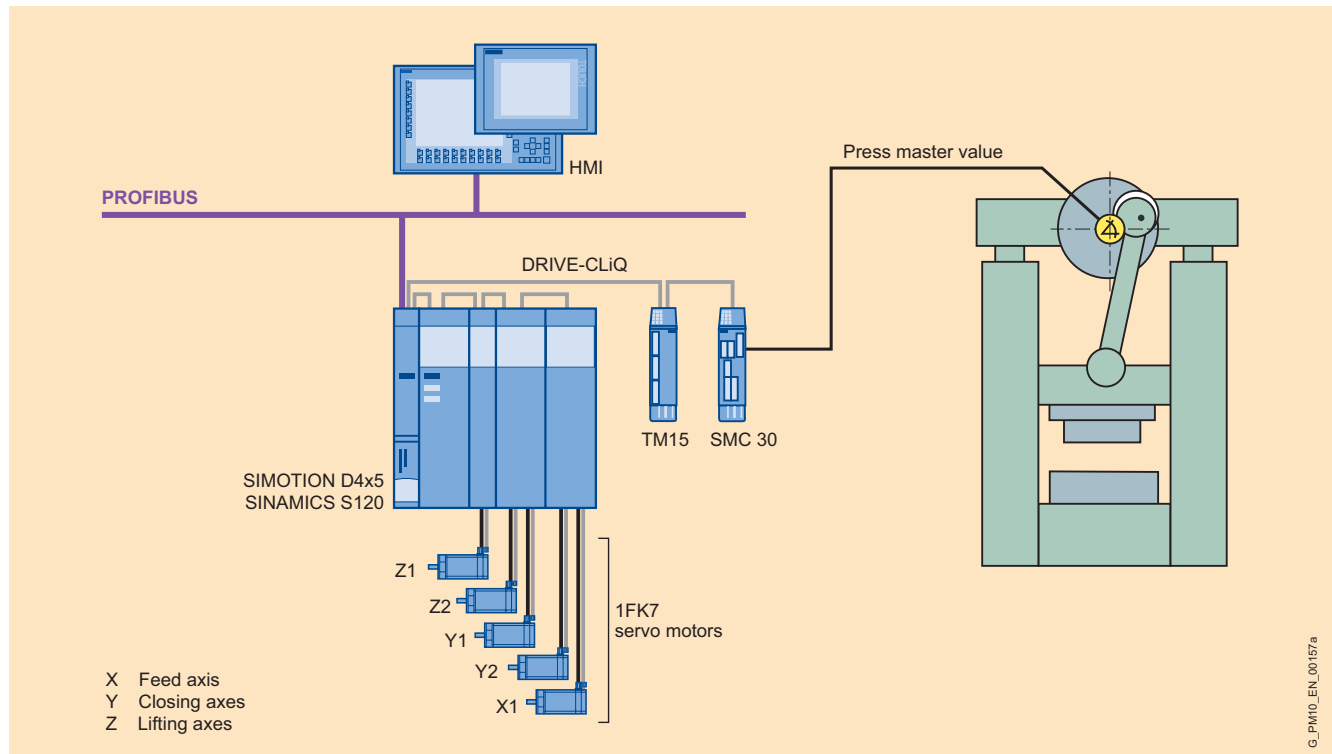 HMI
Press master value
PROFIBUS
DRIVE-CLiQ
TM15
SMC 30
SIMOTION D4x5
SINAMICS S120
Z1
Z2
Y1
Y2
X1
1FK7
servo motors
X Feed axis
Y Closing axes
Z Lifting axes
G_PM10_EN_00157a